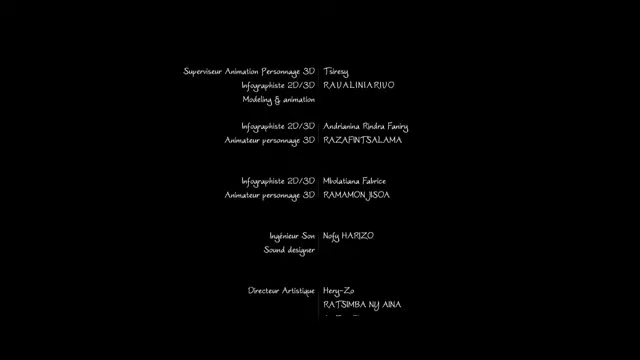 Superviseur Animation Personnage 3D Tsiresy
Infographiste 2D/3D RAVALINIARIVO
Modeling & animation
Infographiste 2D/3D Andrianina Rindra Faniry
Animateur personnage 3D RAZAFINTSALAMA
Infographiste 2D/3D Mbolatiana Fabrice
Animateur personnage 3D RAMAMONJISOA
Ingénieur Son Nofy HARIZO
Sound designer
Directeur Artistique Hery-Zo
RATSIMBA NY AINA